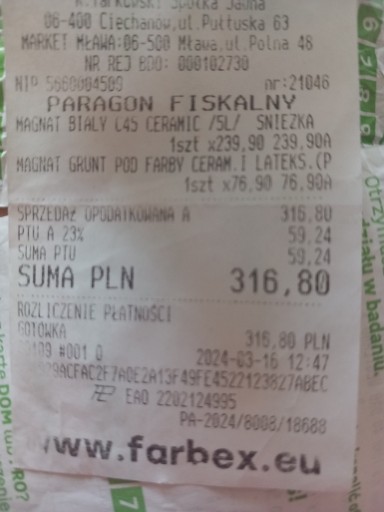 Spółka Jawna
06-400 Ciechanów,ul.Pułtuska 63
MARKET MŁAWA:06-500 Mława,ul.Polna 48
NR REJ BDO: 000102730
NIP 5660004509 nr:21046
PARAGON FISKALNY
MAGNAT BIALY C45 CERAMIC /5L/ SNIEZKA
1szt x239,90 239,90A
MAGNAT GRUNT POD FARBY CERAM.I LATEKS.(P
1szt x76,90 76,90A
SPRZEDAŻ OPODATKOWANA A 316,80
PTU A 23% 59,24
SUMA PTU 59,24
SUMA PLN 316,80
ROZLICZENIE PŁATNOŚCI
GOTÓWKA 316,80 PLN
#001 0 2024-03-16 12:47
EAO 2202124995
PA-2024/8008/18688
www.farbex.eu